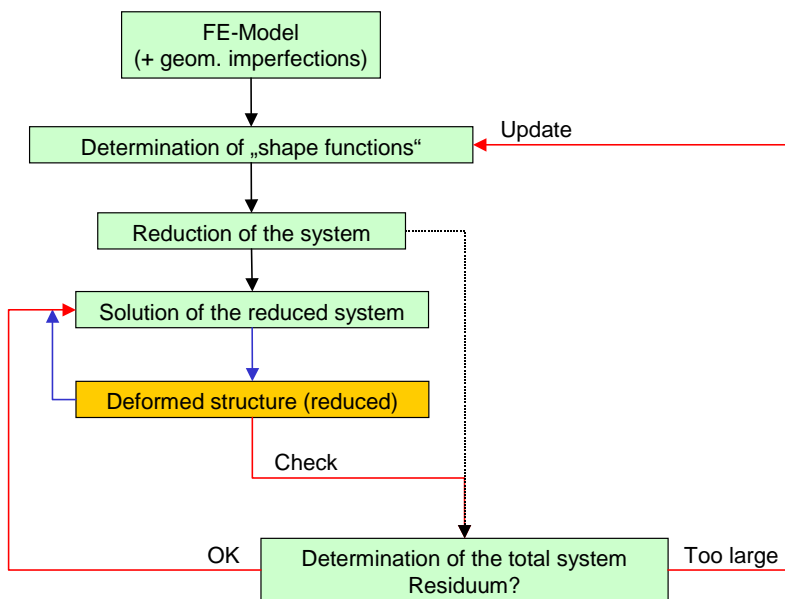 FE-Model
(+ geom. imperfections)
Update
Determination of „shape functions“
Reduction of the system
Solution of the reduced system
Deformed structure (reduced)
Check
OK
Determination of the total system
Residuum?
Too large